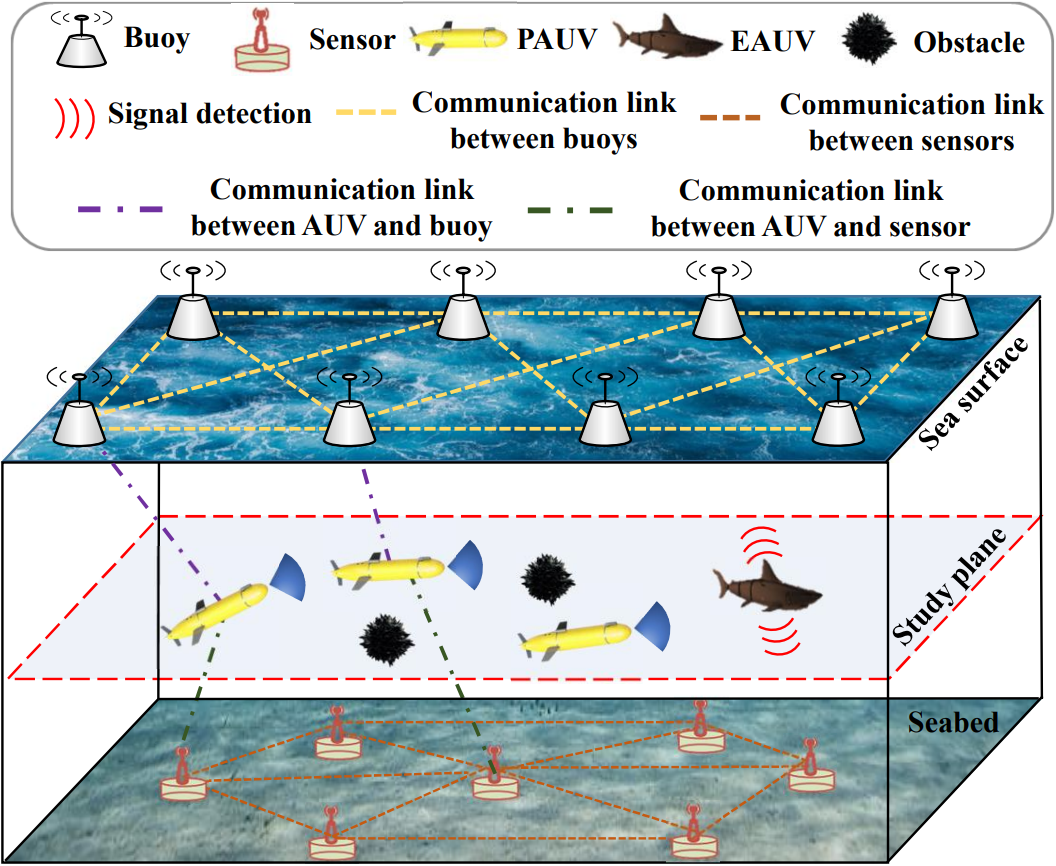 Buoy
Sensor
PAUV
EAUV
Obstacle
Signal detection
Communication link
between buoys
Communication link
between sensors
Communication link
between AUV and buoy
Communication link
between AUV and sensor
Sea surface
Study plane
Seabed